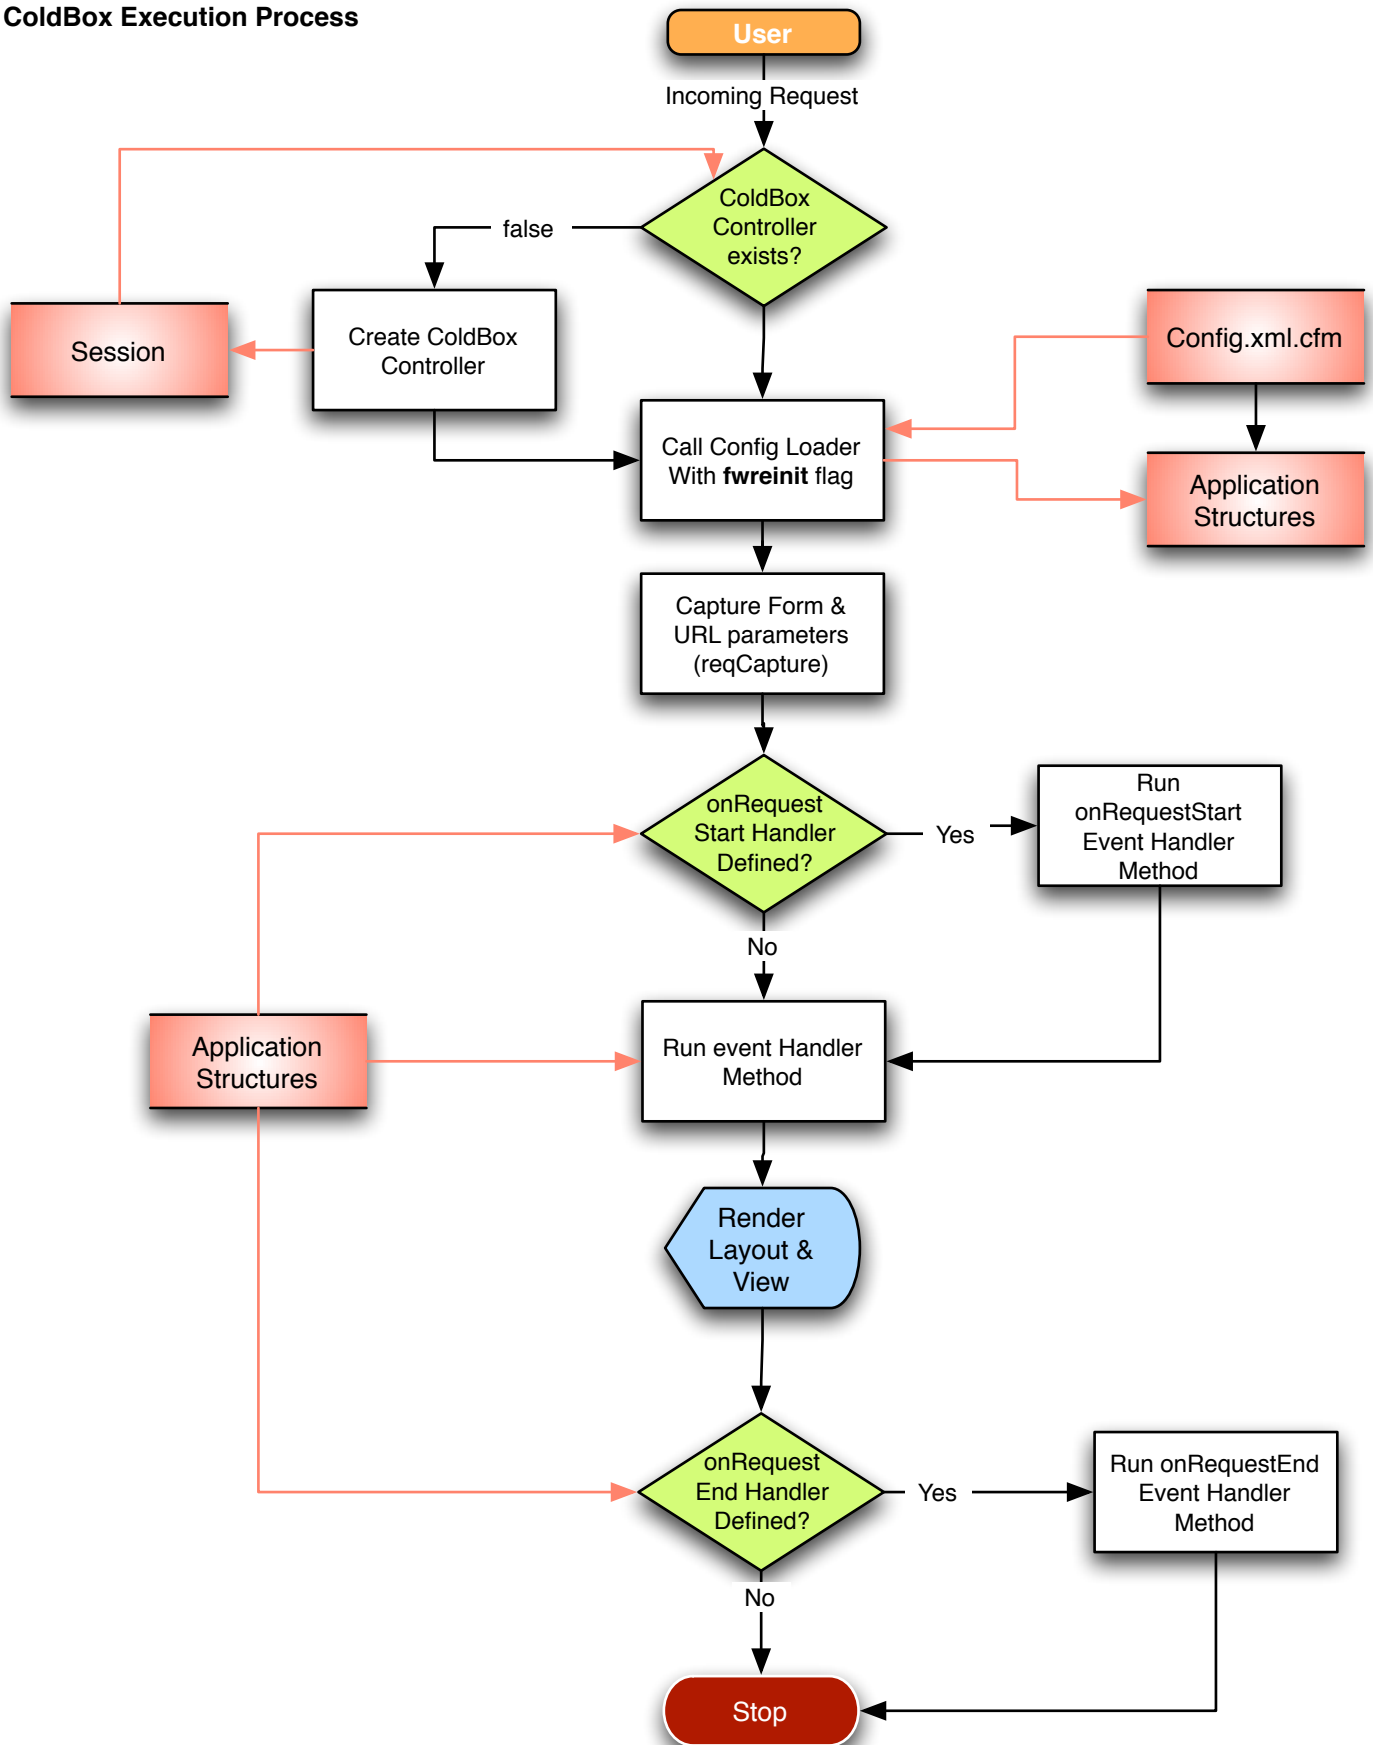 ColdBox Execution Process
User
Incoming Request
ColdBox
Controller
exists?
false
Session
Create ColdBox
Controller
Config.xml.cfm
Call Config Loader
With fwreinit flag
Application
Structures
Capture Form &
URL parameters
(reqCapture)
onRequest
Start Handler
Defined?
Yes
Run
onRequestStart
Event Handler
Method
No
Application
Structures
Run event Handler
Method
Render
Layout &
View
onRequest
End Handler
Defined?
Yes
Run onRequestEnd
Event Handler
Method
No
Stop